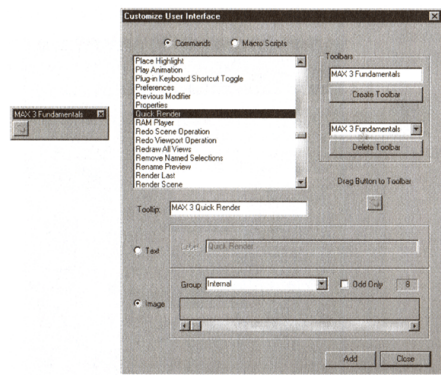 Customize User Interface
Commands
Macro Scripts
Place Highlight
Play Animation
Plug-in Keyboard Shortcut Toggle
Preferences
Previous Modifier
Properties
Quick Render
RAM Player
Redo Scene Operation
Redo Viewport Operation
Redraw All Views
Remove Named Selections
Rename Preview
Render Last
Render Scene
Toolbars
MAX 3 Fundamentals
Create Toolbar
MAX 3 Fundamentals
Delete Toolbar
MAX 3 Fundamentals
Drag Button to Toolbar
Tooltip: MAX 3 Quick Render
Text
Label: Quick Render
Group: Internal
Odd Only
8
Image
Add
Close